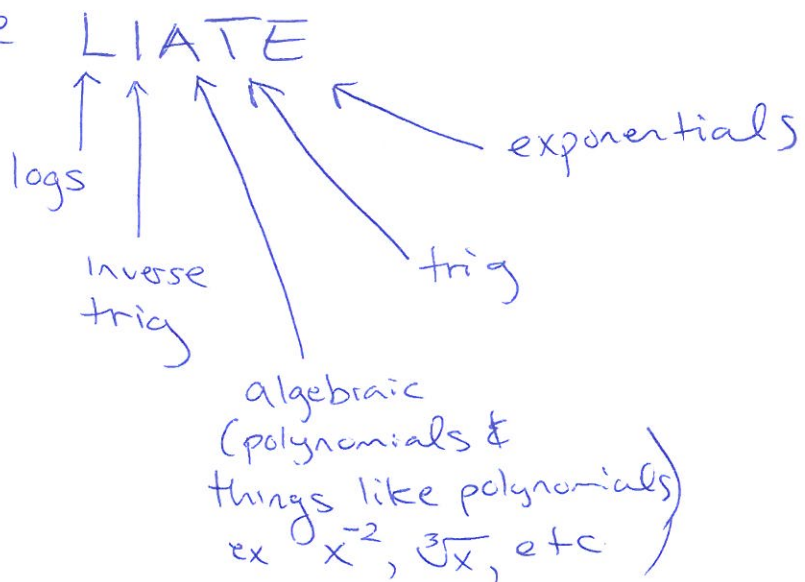 LIATE
logs
exponentials
inverse
trig
trig
algebraic
(polynomials &
things like polynomials)
ex x⁻², ∛x, etc